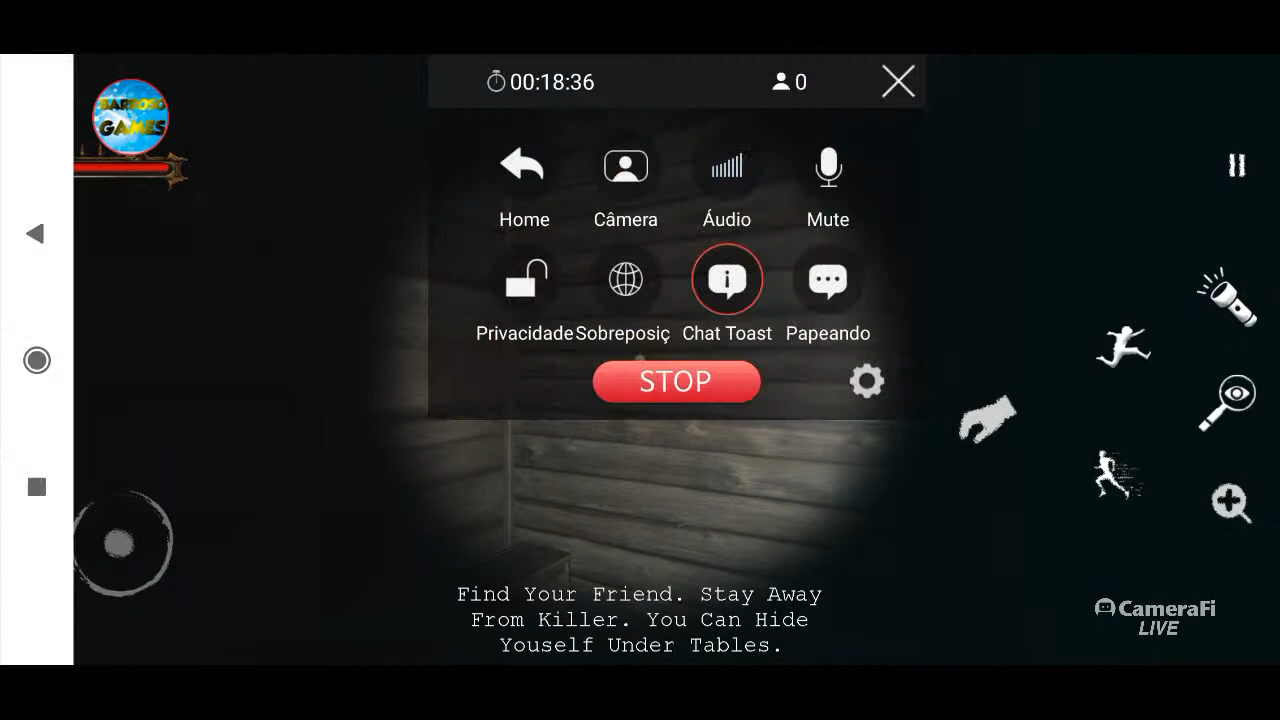 BARBOSO
GAMES
00:18:36
0
Home
Câmera
Áudio
Mute
Privacidade
Sobreposiç
Chat Toast
Papeando
STOP
Find Your Friend. Stay Away
From Killer. You Can Hide
Youself Under Tables.
CameraFi
LIVE